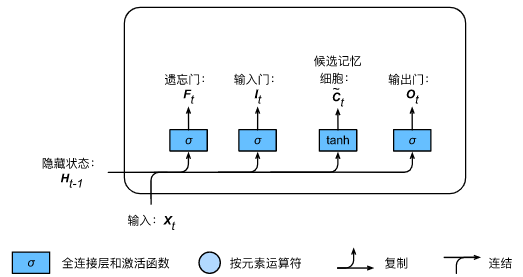 遗忘门：
F_t
输入门：
I_t
候选记忆
细胞：
C̃_t
输出门：
O_t
σ
σ
tanh
σ
隐藏状态：
H_{t-1}
输入：X_t
σ 全连接层和激活函数
按元素运算符
复制
连结